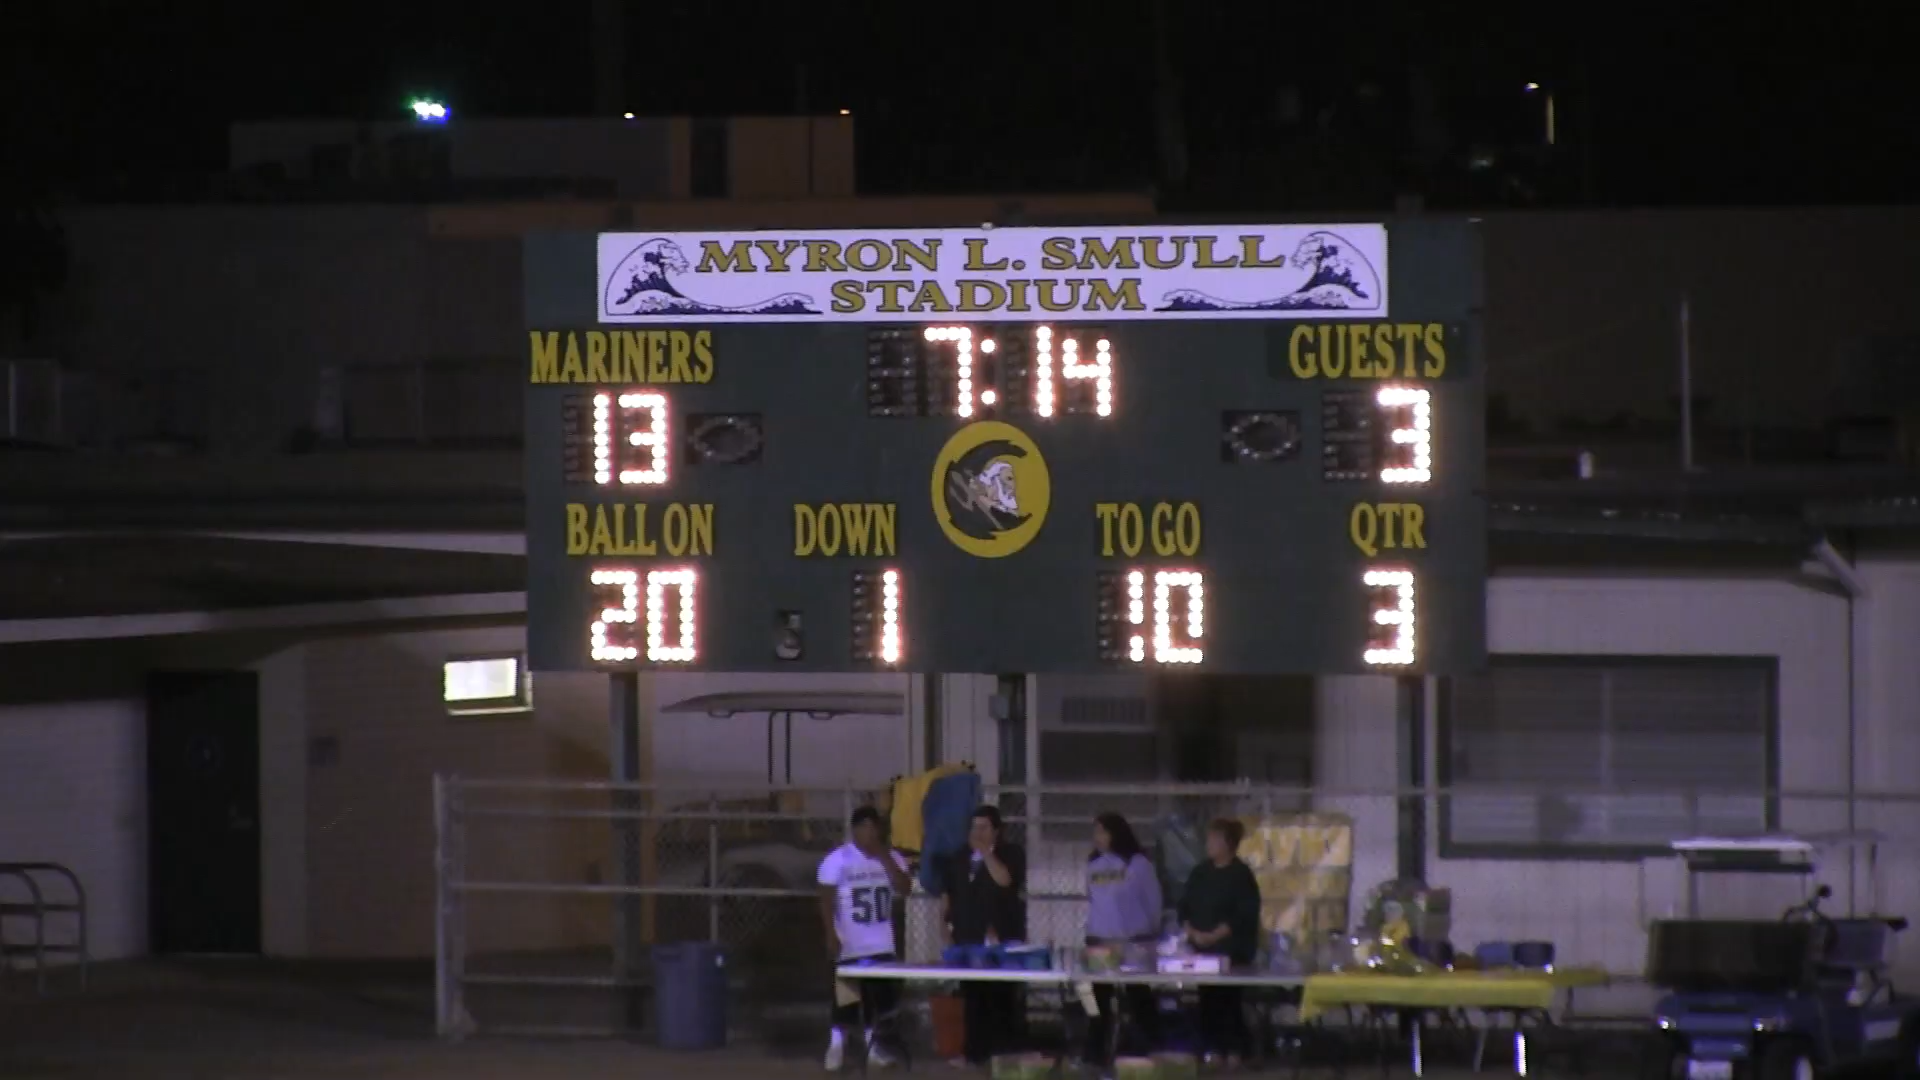 MYRON L. SMULL
STADIUM
MARINERS 7:14 GUESTS
13 3
BALL ON DOWN TO GO QTR
20 1 10 3
50